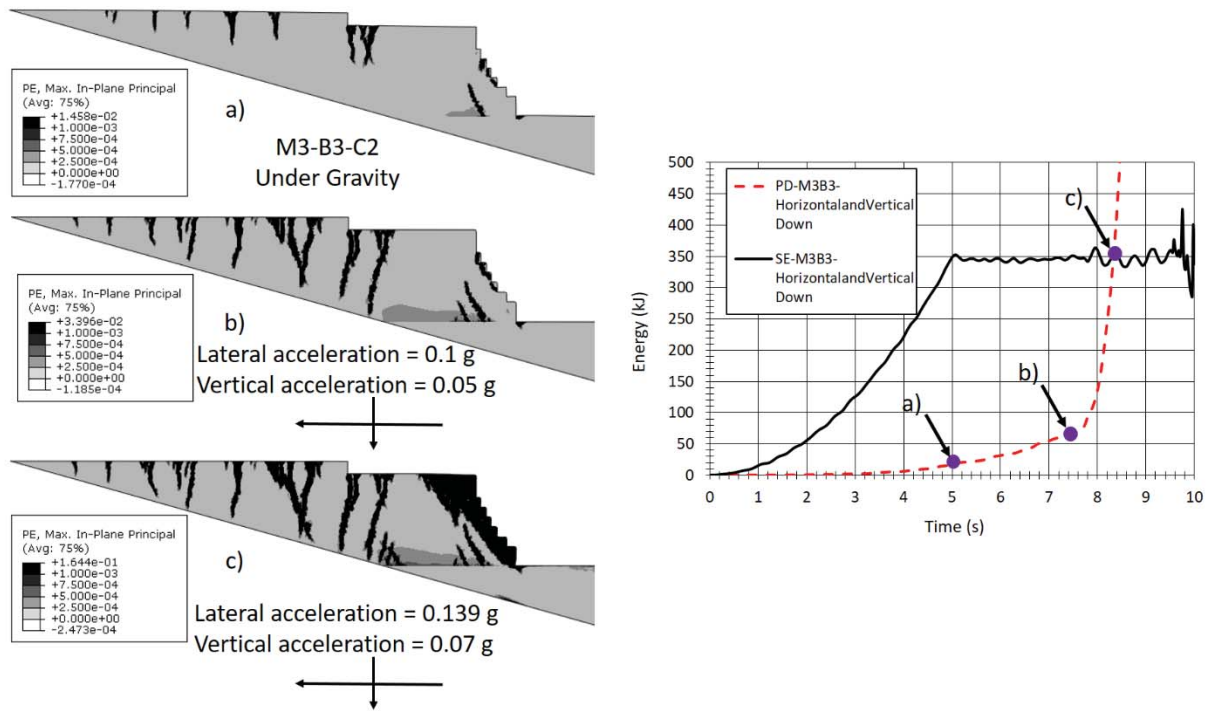 PE, Max. In-Plane Principal
(Avg: 75%)
+1.458e-02
+1.000e-03
+7.500e-04
+5.000e-04
+2.500e-04
+0.000e+00
-1.770e-04
a)
M3-B3-C2
Under Gravity
PE, Max. In-Plane Principal
(Avg: 75%)
+3.396e-02
+1.000e-03
+7.500e-04
+5.000e-04
+2.500e-04
+0.000e+00
-1.185e-04
b)
Lateral acceleration = 0.1 g
Vertical acceleration = 0.05 g
PE, Max. In-Plane Principal
(Avg: 75%)
+1.644e-01
+1.000e-03
+7.500e-04
+5.000e-04
+2.500e-04
+0.000e+00
-2.473e-04
c)
Lateral acceleration = 0.139 g
Vertical acceleration = 0.07 g
Energy (kJ)
500
450
400
350
300
250
200
150
100
50
0
PD-M3B3-
HorizontalandVertical
Down
SE-M3B3-
HorizontalandVertical
Down
c)
b)
a)
0 1 2 3 4 5 6 7 8 9 10
Time (s)